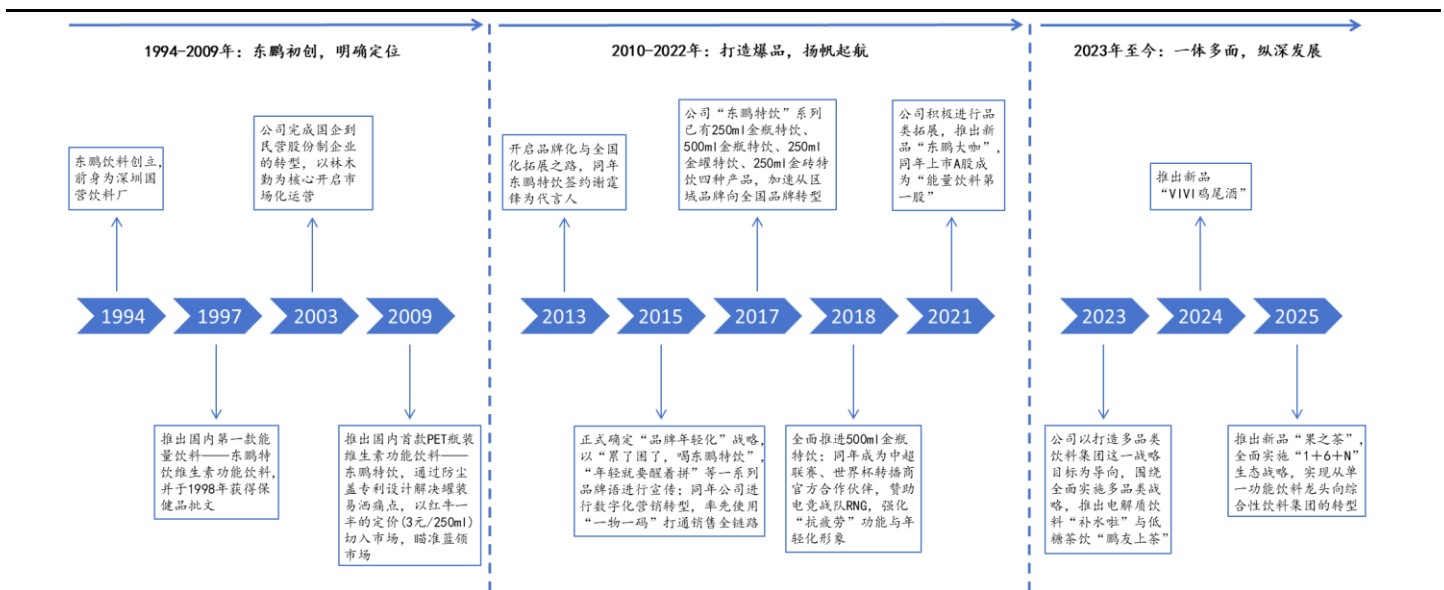 1994-2009年：东鹏初创，明确定位
2010-2022年：打造爆品，扬帆起航
2023年至今：一体多面，纵深发展
东鹏饮料创立，
前身为深圳国
营饮料厂
公司完成国企到
民营股份制企业
的转型，以林木
勤为核心开启市
场化运营
开启品牌化与全国
化拓展之路，同年
东鹏特饮签约谢霆
锋为代言人
公司“东鹏特饮”系列
已有250ml金瓶特饮、
500ml金瓶特饮、250ml
金罐特饮、250ml金砖特
饮四种产品，加速从区
域品牌向全国品牌转型
公司积极进行品
类拓展，推出新
品“东鹏大咖”，
同年上市A股成
为“能量饮料第
一股”
推出新品
“VIVI鸡尾酒”
1994
1997
2003
2009
2013
2015
2017
2018
2021
2023
2024
2025
推出国内第一款能
量饮料——东鹏特
饮维生素功能饮料，
并于1998年获得保
健品批文
推出国内首款PET瓶装
维生素功能饮料——
东鹏特饮，通过防尘
盖专利设计解决罐装
易洒痛点，以红牛一
半的定价(3元/250ml)
切入市场，瞄准蓝领
市场
正式确定“品牌年轻化”战略，
以“累了困了，喝东鹏特饮”，
“年轻就要醒着拼”等一系列
品牌语进行宣传；同年公司进
行数字化营销转型，率先使用
“一物一码”打通销售全链路
全面推进500ml金瓶
特饮；同年成为中超
联赛、世界杯转播商
官方合作伙伴，赞助
电竞战队RNG，强化
“抗疲劳”功能与年
轻化形象
公司以打造多品类
饮料集团这一战略
目标为导向，围绕
全面实施多品类战
略，推出电解质饮
料“补水啦”与低
糖茶饮“鹏友上茶”
推出新品“果之茶”，
全面实施“1+6+N”
生态战略，实现从单
一功能饮料龙头向综
合性饮料集团的转型